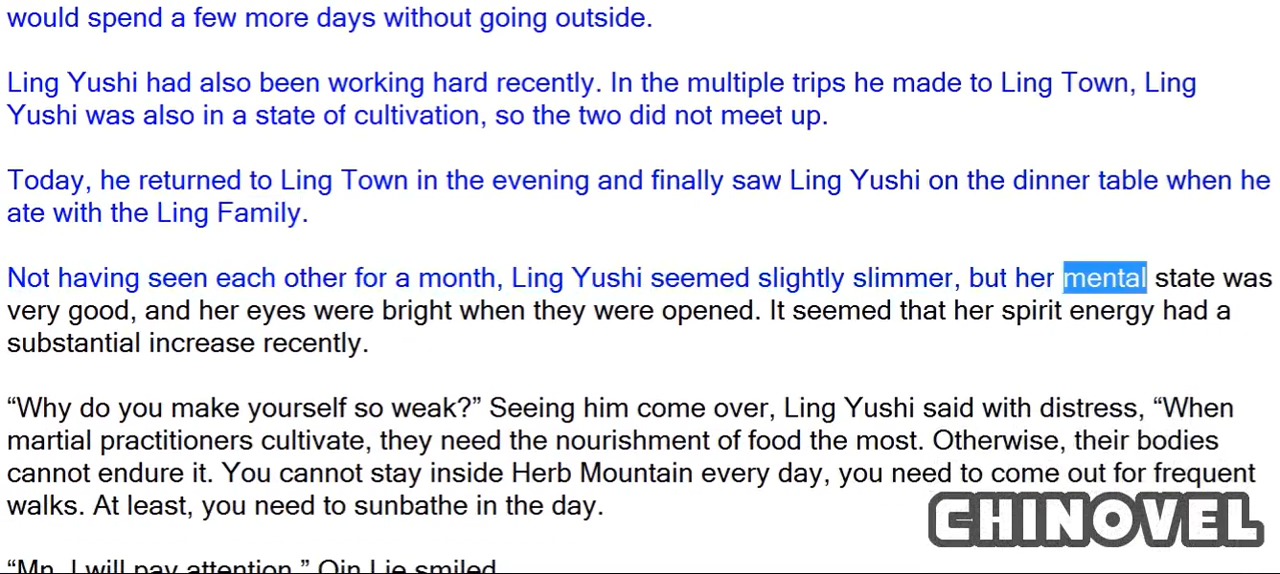 would spend a few more days without going outside.
Ling Yushi had also been working hard recently. In the multiple trips he made to Ling Town, Ling
Yushi was also in a state of cultivation, so the two did not meet up.
Today, he returned to Ling Town in the evening and finally saw Ling Yushi on the dinner table when he
ate with the Ling Family.
Not having seen each other for a month, Ling Yushi seemed slightly slimmer, but her mental state was
very good, and her eyes were bright when they were opened. It seemed that her spirit energy had a
substantial increase recently.
“Why do you make yourself so weak?” Seeing him come over, Ling Yushi said with distress, “When
martial practitioners cultivate, they need the nourishment of food the most. Otherwise, their bodies
cannot endure it. You cannot stay inside Herb Mountain every day, you need to come out for frequent
walks. At least, you need to sunbathe in the day.
CHINOVEL
“Mn, I will pay attention.” Qin Lie smiled.